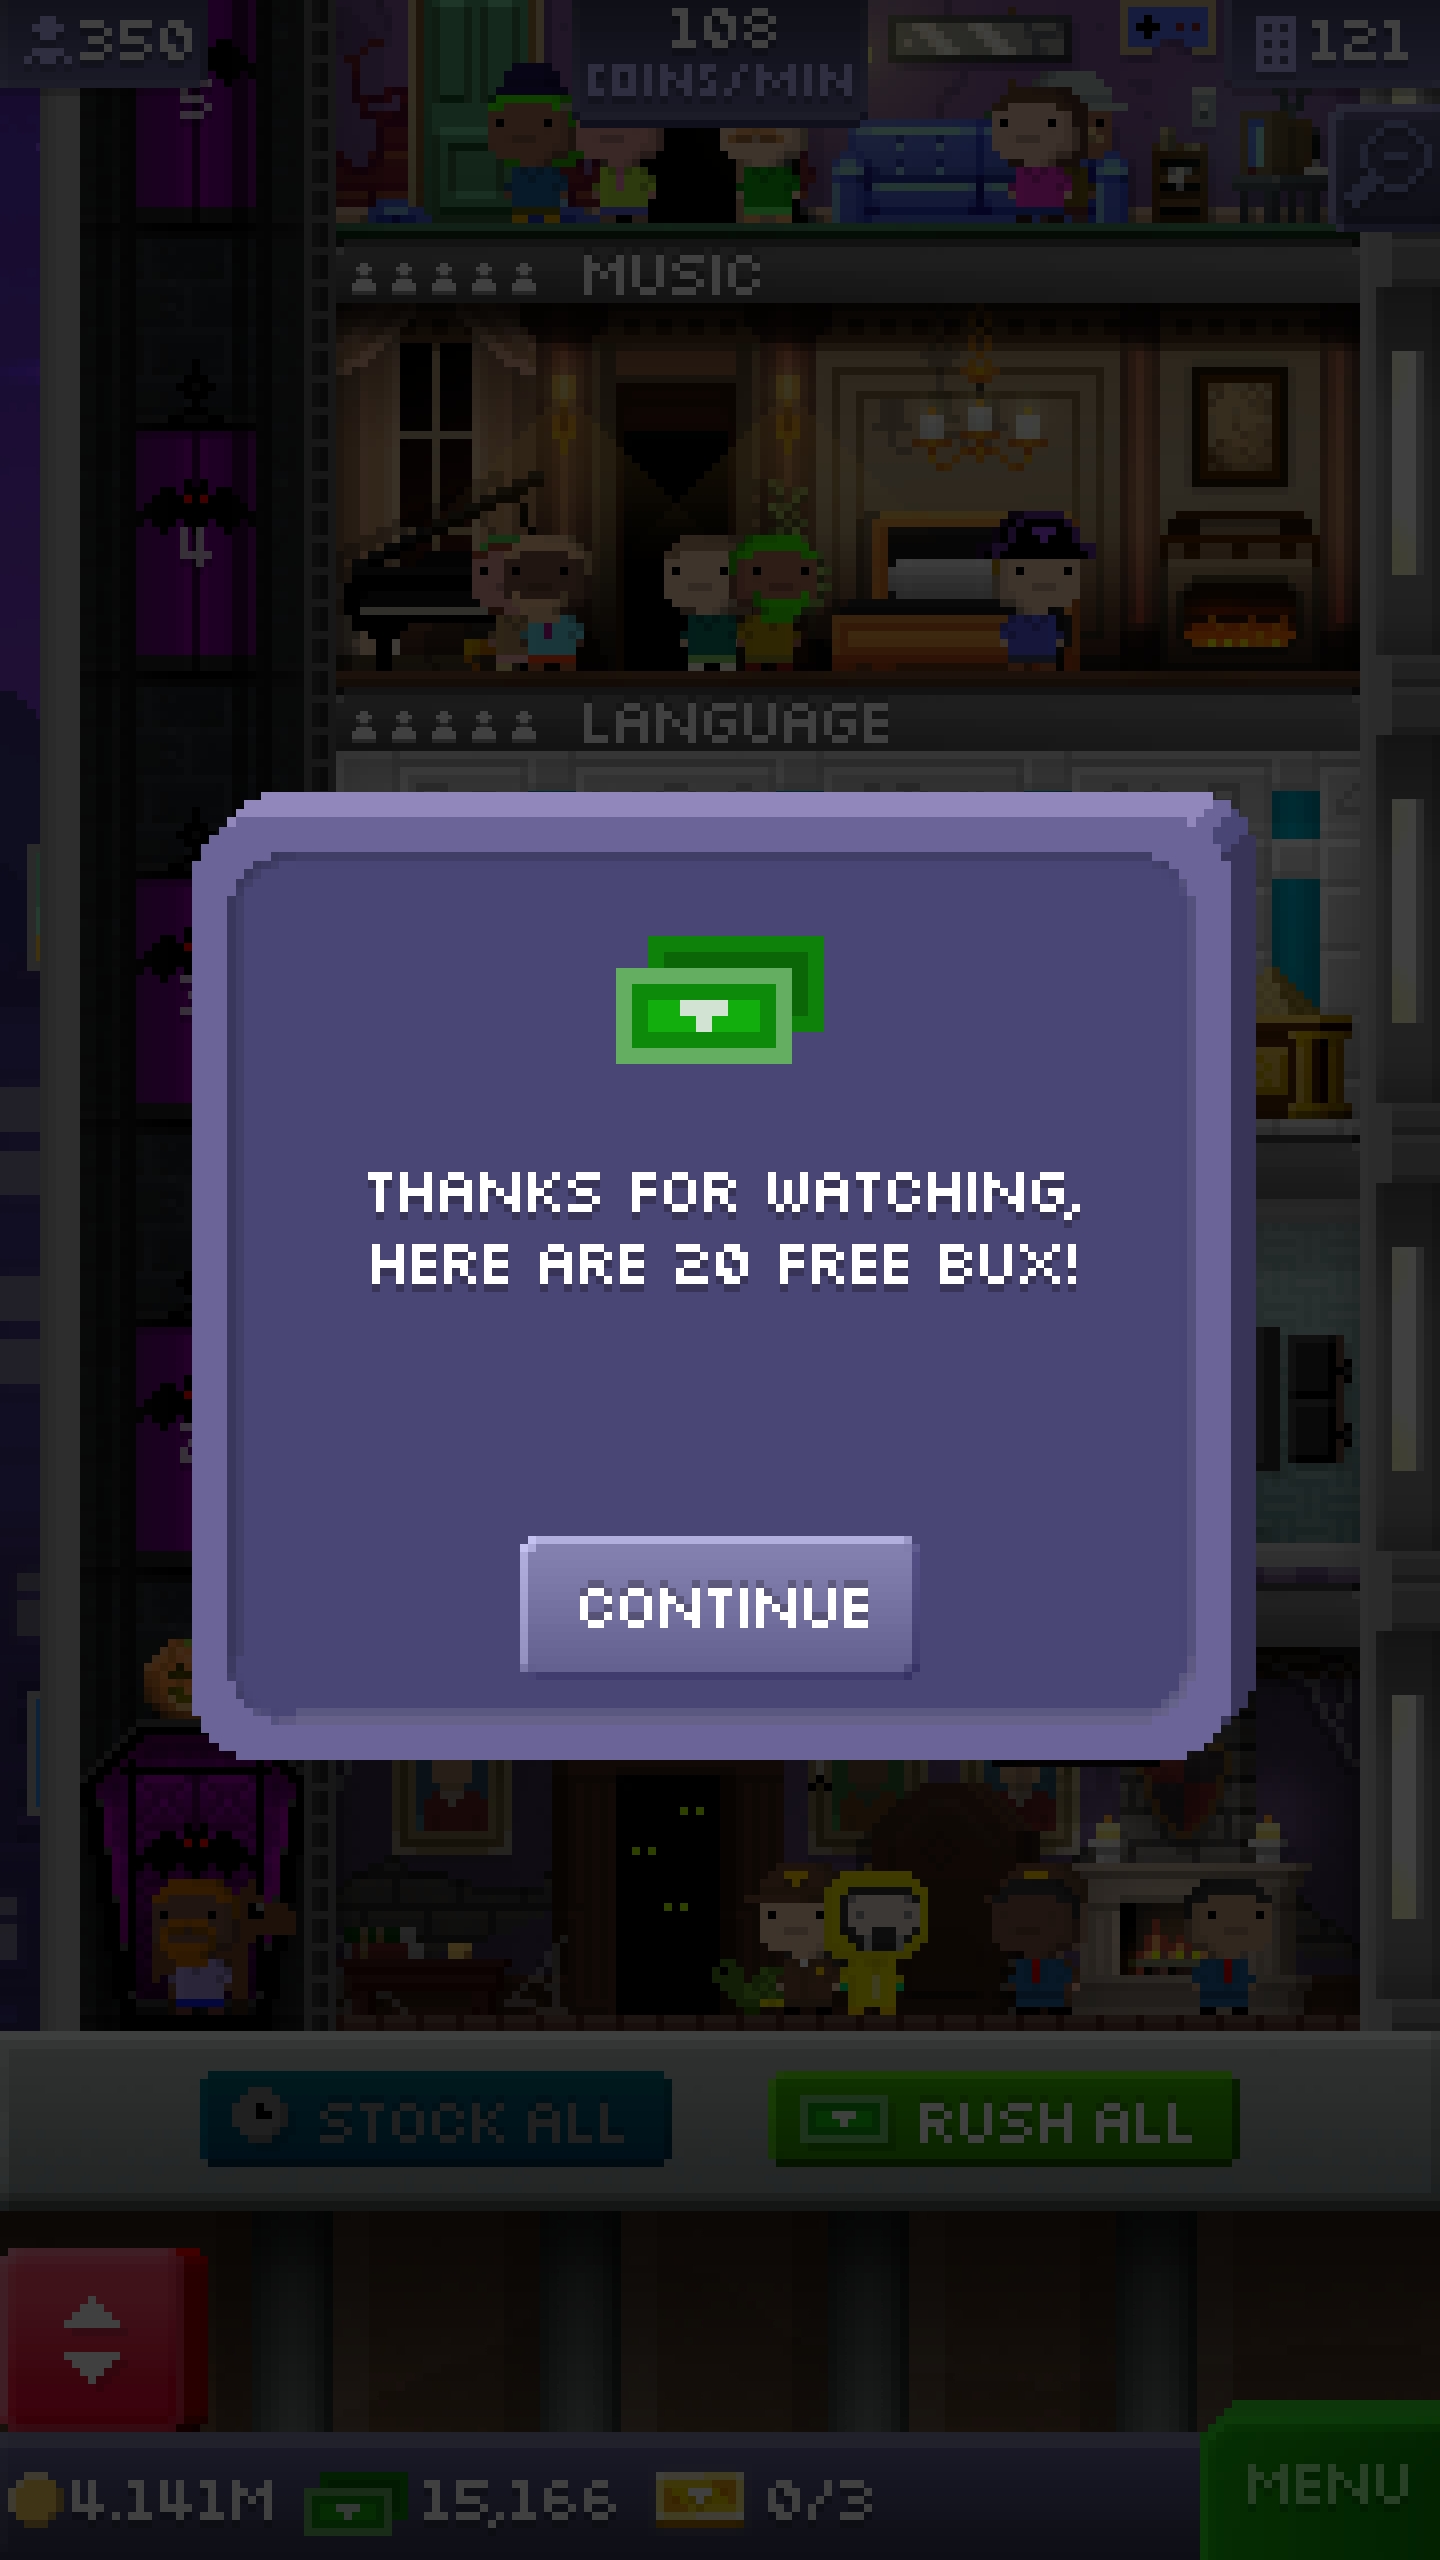 350
108
COINS/MIN
121
5
MUSIC
4
LANGUAGE
THANKS FOR WATCHING,
HERE ARE 20 FREE BUX!
CONTINUE
STOCK ALL
RUSH ALL
4.141M
15,166
0/3
MENU